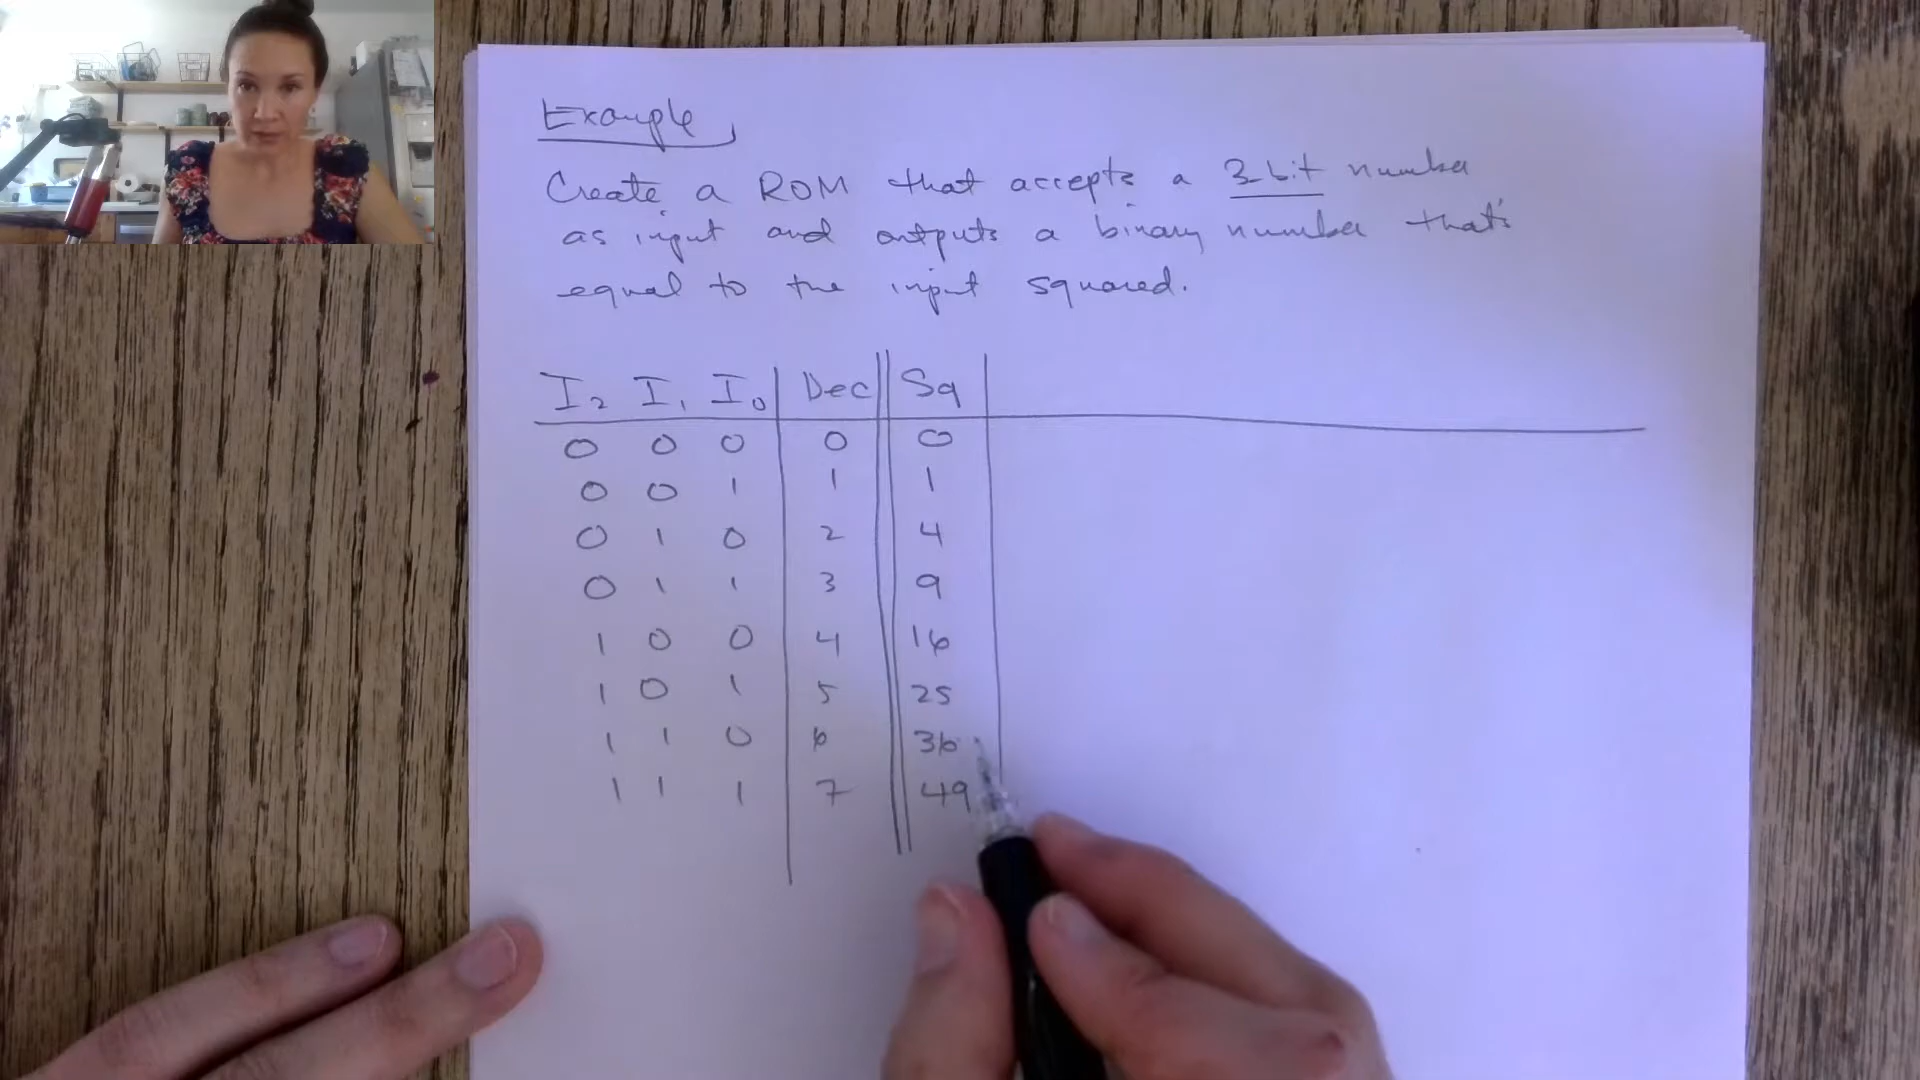 Example
Create a ROM that accepts a 3-bit number
as input and outputs a binary number that's
equal to the input squared.
I₂ I₁ I₀ Dec Sq
0 0 0 0 0
0 0 1 1 1
0 1 0 2 4
0 1 1 3 9
1 0 0 4 16
1 0 1 5 25
1 1 0 6 36
1 1 1 7 49